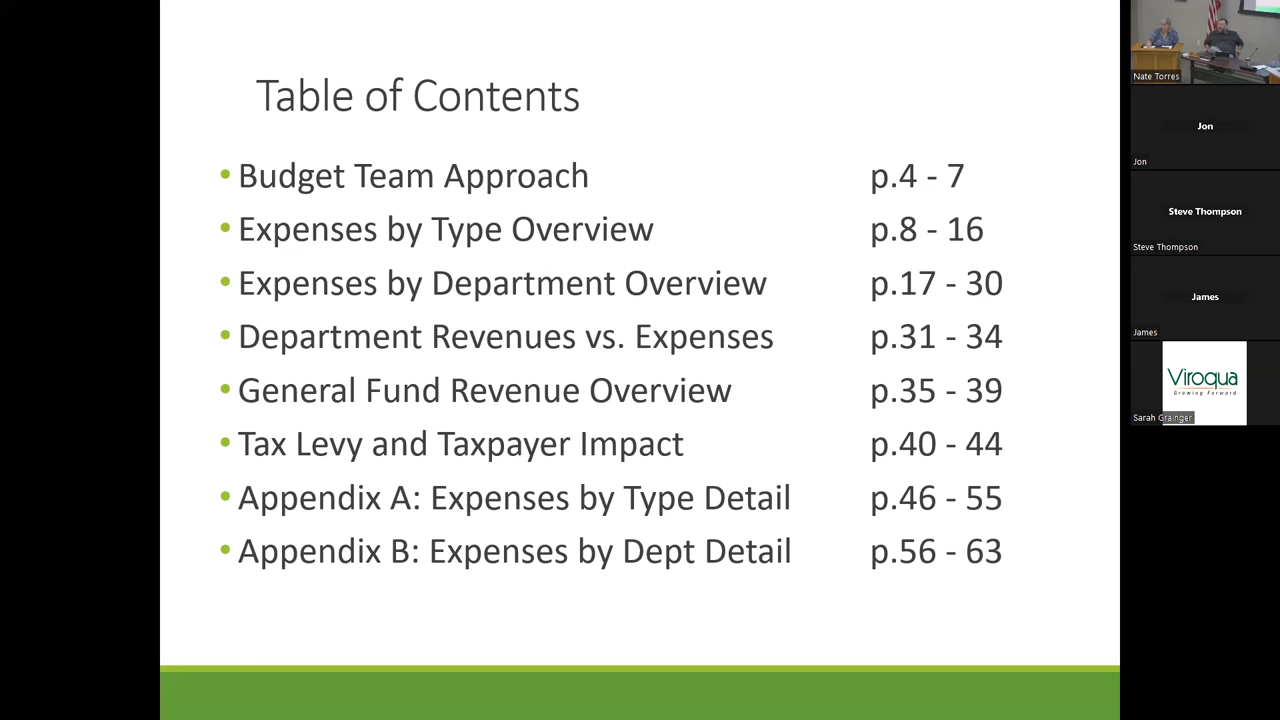 Table of Contents
• Budget Team Approach p.4 - 7
• Expenses by Type Overview p.8 - 16
• Expenses by Department Overview p.17 - 30
• Department Revenues vs. Expenses p.31 - 34
• General Fund Revenue Overview p.35 - 39
• Tax Levy and Taxpayer Impact p.40 - 44
• Appendix A: Expenses by Type Detail p.46 - 55
• Appendix B: Expenses by Dept Detail p.56 - 63
Nate Torres
Jon
Jon
Steve Thompson
Steve Thompson
James
James
Viroqua
Growing Forward
Sarah Grainger